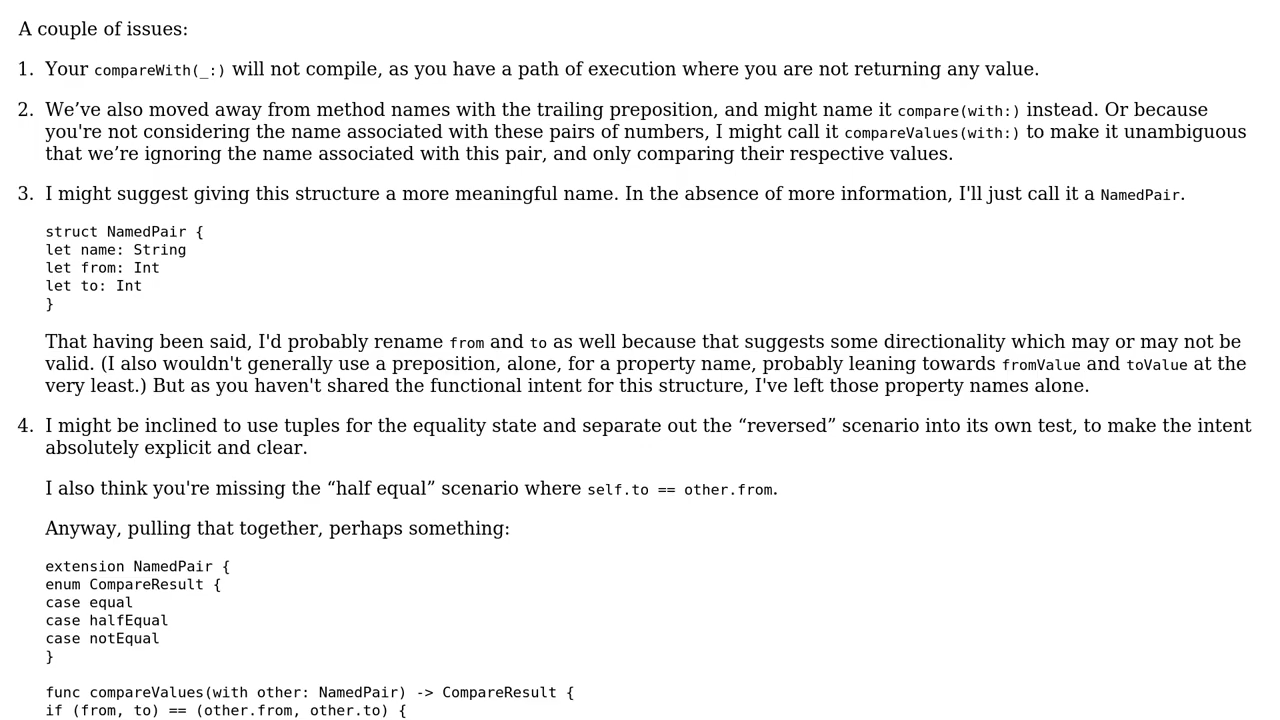 A couple of issues:
1. Your compareWith(_:) will not compile, as you have a path of execution where you are not returning any value.
2. We’ve also moved away from method names with the trailing preposition, and might name it compare(with:) instead. Or because
you're not considering the name associated with these pairs of numbers, I might call it compareValues(with:) to make it unambiguous
that we’re ignoring the name associated with this pair, and only comparing their respective values.
3. I might suggest giving this structure a more meaningful name. In the absence of more information, I'll just call it a NamedPair.
struct NamedPair {
let name: String
let from: Int
let to: Int
}
That having been said, I'd probably rename from and to as well because that suggests some directionality which may or may not be
valid. (I also wouldn't generally use a preposition, alone, for a property name, probably leaning towards fromValue and toValue at the
very least.) But as you haven't shared the functional intent for this structure, I've left those property names alone.
4. I might be inclined to use tuples for the equality state and separate out the “reversed” scenario into its own test, to make the intent
absolutely explicit and clear.
I also think you're missing the “half equal” scenario where self.to == other.from.
Anyway, pulling that together, perhaps something:
extension NamedPair {
enum CompareResult {
case equal
case halfEqual
case notEqual
}
func compareValues(with other: NamedPair) -> CompareResult {
if (from, to) == (other.from, other.to) {